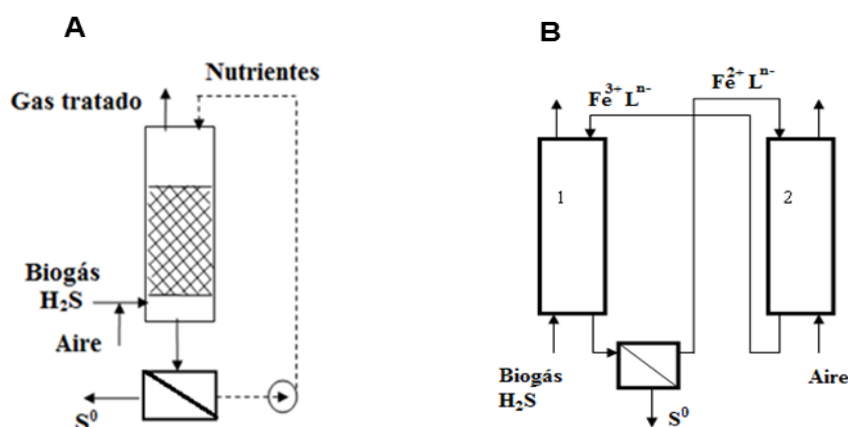 A
Nutrientes
Gas tratado
Biogás
H₂S
Aire
S⁰
B
Fe³⁺Lⁿ⁻
Fe²⁺Lⁿ⁻
1
2
Biogás
H₂S
Aire
S⁰